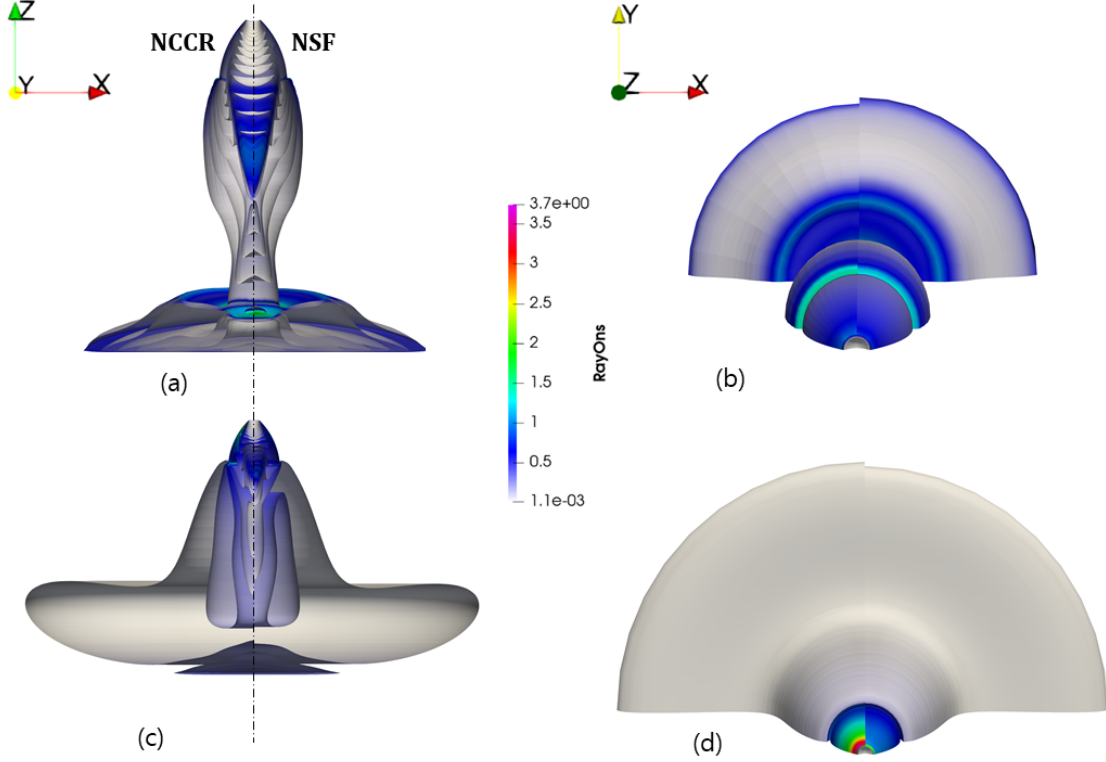 Z
Y
X
NCCR
NSF
Y
Z
X
3.7e+00
3.5
3
2.5
2
1.5
1
0.5
1.1e-03
RayOns
(a)
(b)
(c)
(d)